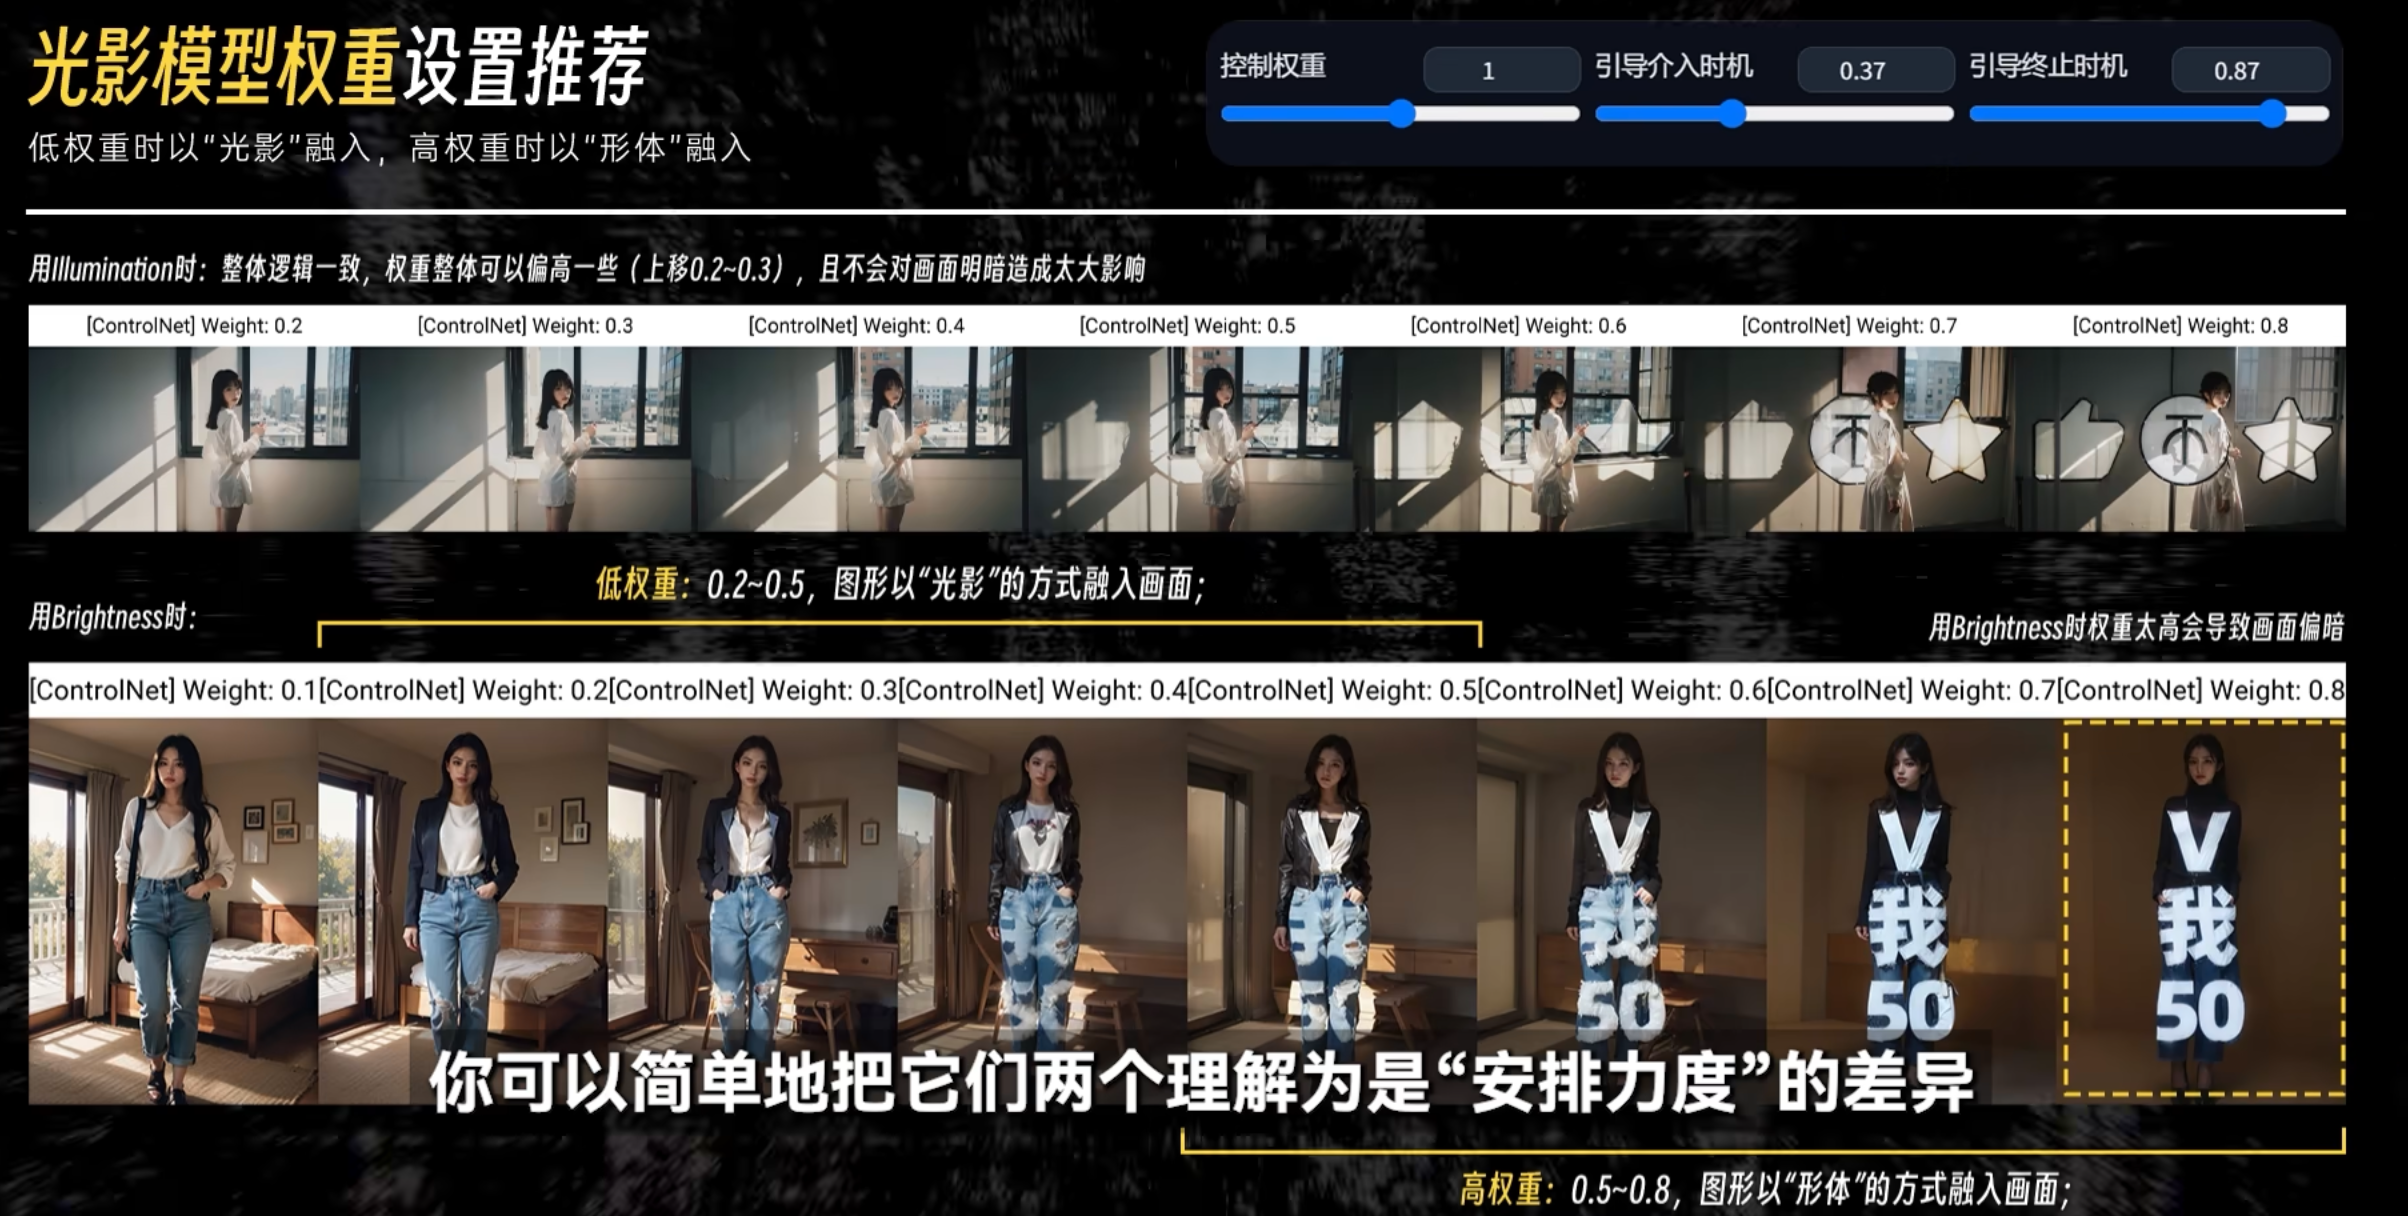 光影模型权重设置推荐
低权重时以“光影”融入，高权重时以“形体”融入
控制权重 1 引导介入时机 0.37 引导终止时机 0.87
用Illumination时：整体逻辑一致，权重整体可以偏高一些（上移0.2~0.3），且不会对画面明暗造成太大影响
[ControlNet] Weight: 0.2 [ControlNet] Weight: 0.3 [ControlNet] Weight: 0.4 [ControlNet] Weight: 0.5 [ControlNet] Weight: 0.6 [ControlNet] Weight: 0.7 [ControlNet] Weight: 0.8
低权重：0.2~0.5，图形以“光影”的方式融入画面；
用Brightness时：
用Brightness时权重太高会导致画面偏暗
[ControlNet] Weight: 0.1[ControlNet] Weight: 0.2[ControlNet] Weight: 0.3[ControlNet] Weight: 0.4[ControlNet] Weight: 0.5[ControlNet] Weight: 0.6[ControlNet] Weight: 0.7[ControlNet] Weight: 0.8
V V V V
我 我 我
50 50 50
你可以简单地把它们两个理解为是“安排力度”的差异
高权重：0.5~0.8，图形以“形体”的方式融入画面；